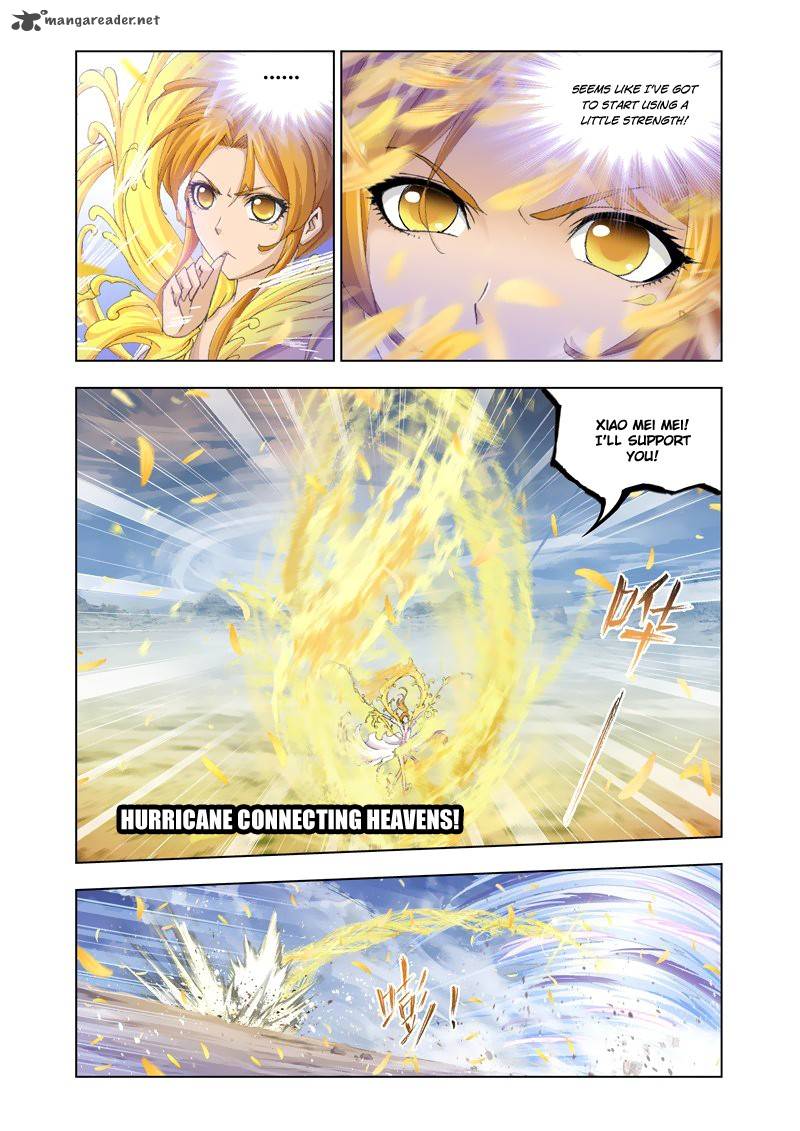 mangareader.net
......
SEEMS LIKE I'VE GOT
TO START USING A
LITTLE STRENGTH!
XIAO MEI MEI!
I'LL SUPPORT
YOU!
HURRICANE CONNECTING HEAVENS!
嘭!